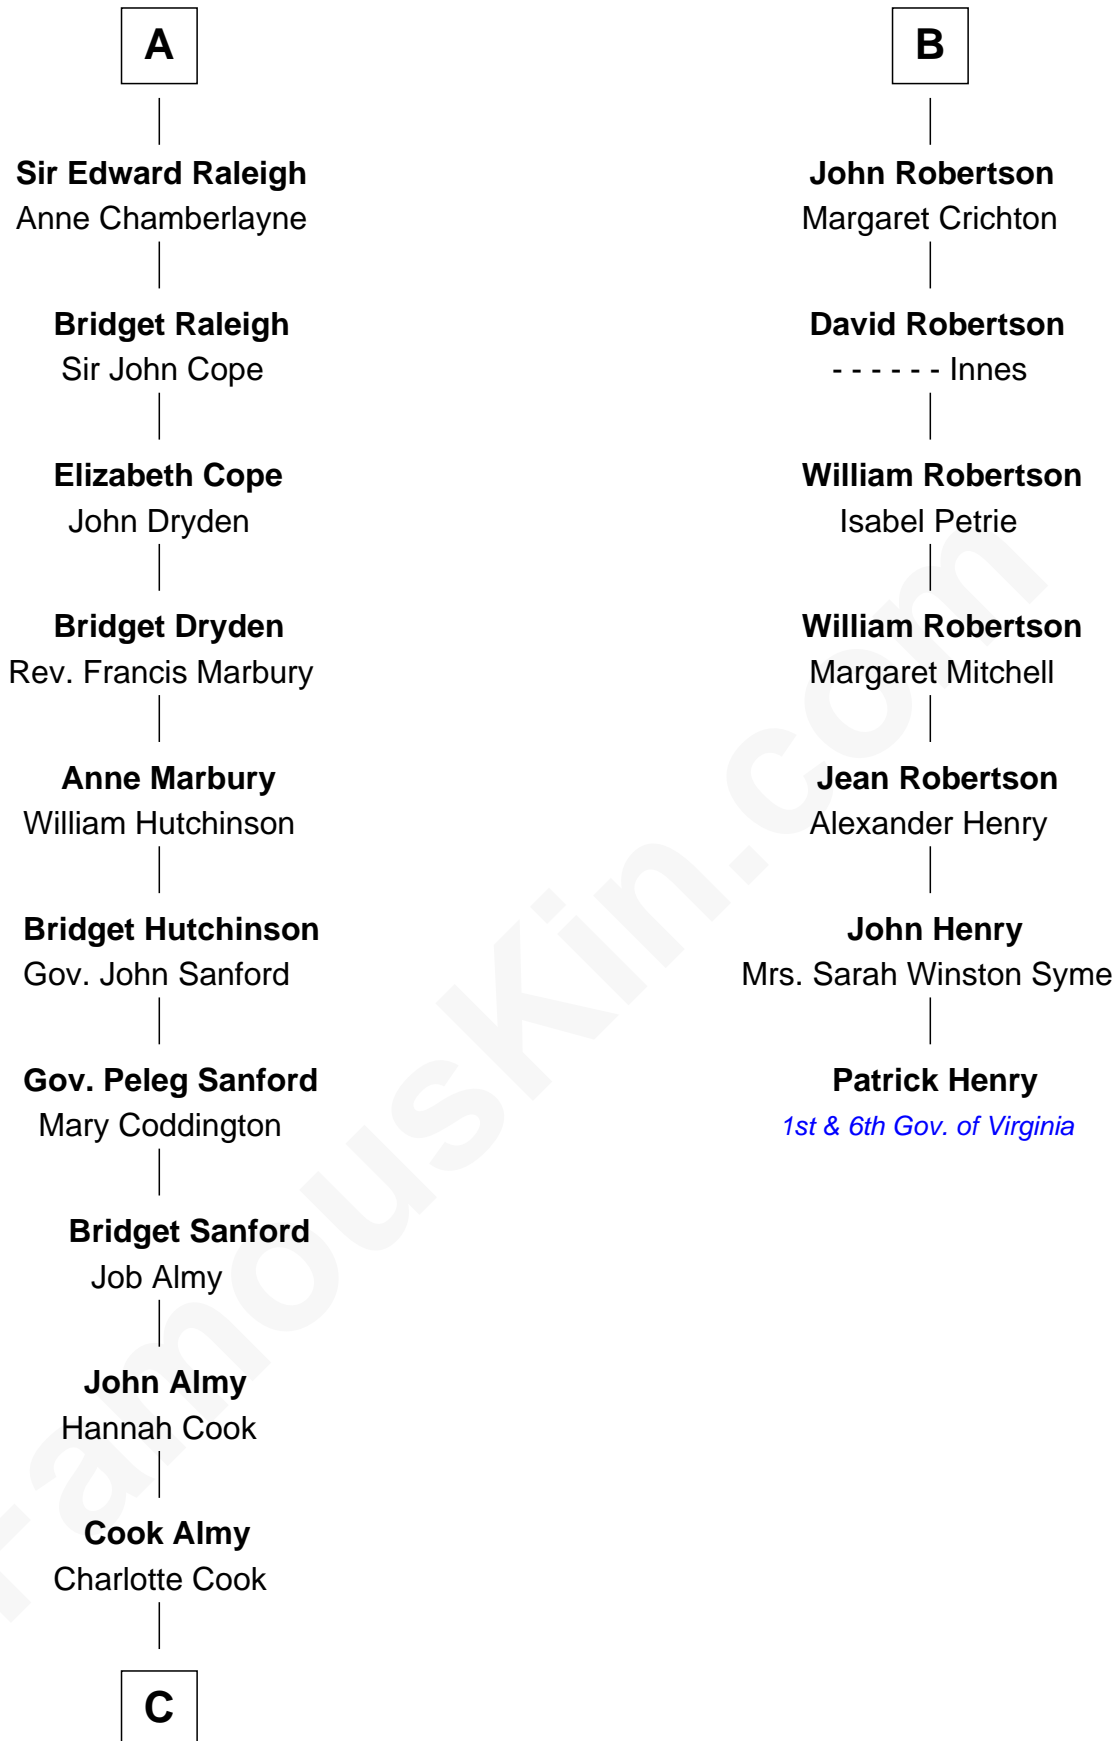 A
Sir Edward Raleigh
Anne Chamberlayne
Bridget Raleigh
Sir John Cope
Elizabeth Cope
John Dryden
Bridget Dryden
Rev. Francis Marbury
Anne Marbury
William Hutchinson
Bridget Hutchinson
Gov. John Sanford
Gov. Peleg Sanford
Mary Coddington
Bridget Sanford
Job Almy
John Almy
Hannah Cook
Cook Almy
Charlotte Cook
C
B
John Robertson
Margaret Crichton
David Robertson
- - - - - - Innes
William Robertson
Isabel Petrie
William Robertson
Margaret Mitchell
Jean Robertson
Alexander Henry
John Henry
Mrs. Sarah Winston Syme
Patrick Henry
1st & 6th Gov. of Virginia
FamousKin.com